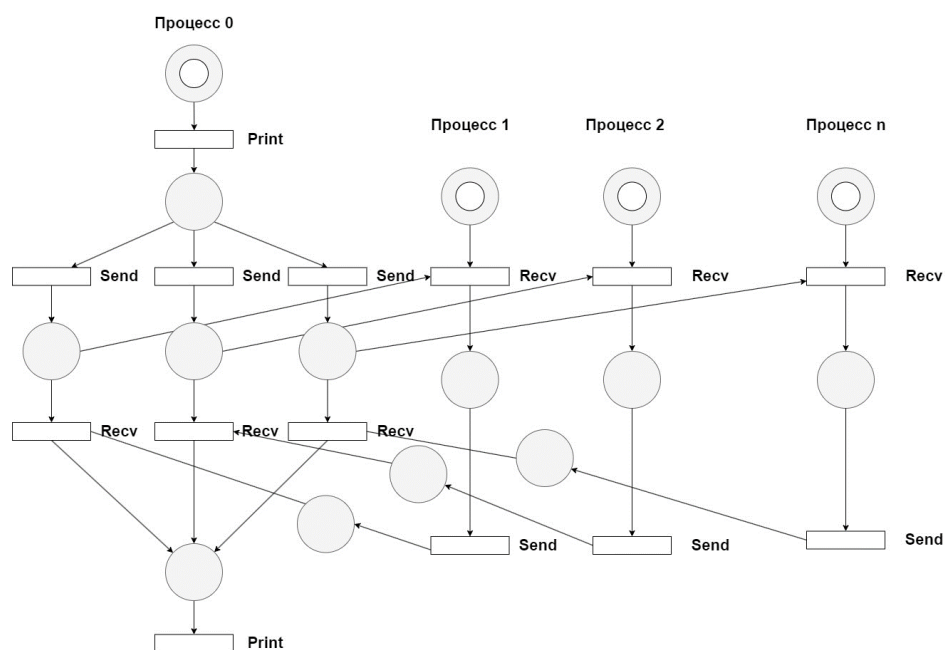 Процесс 0
Print
Процесс 1
Процесс 2
Процесс n
Send
Send
Send
Recv
Recv
Recv
Recv
Recv
Recv
Send
Send
Send
Print